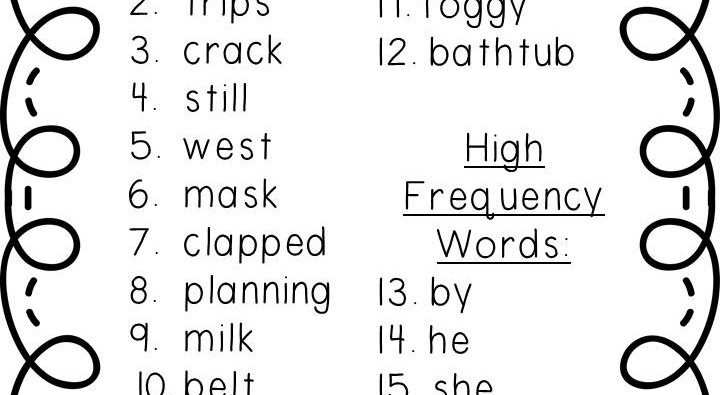 2. trips
3. crack
4. still
5. west
6. mask
7. clapped
8. planning
9. milk
10. belt
11. foggy
12. bathtub
High
Frequency
Words:
13. by
14. he
15. she